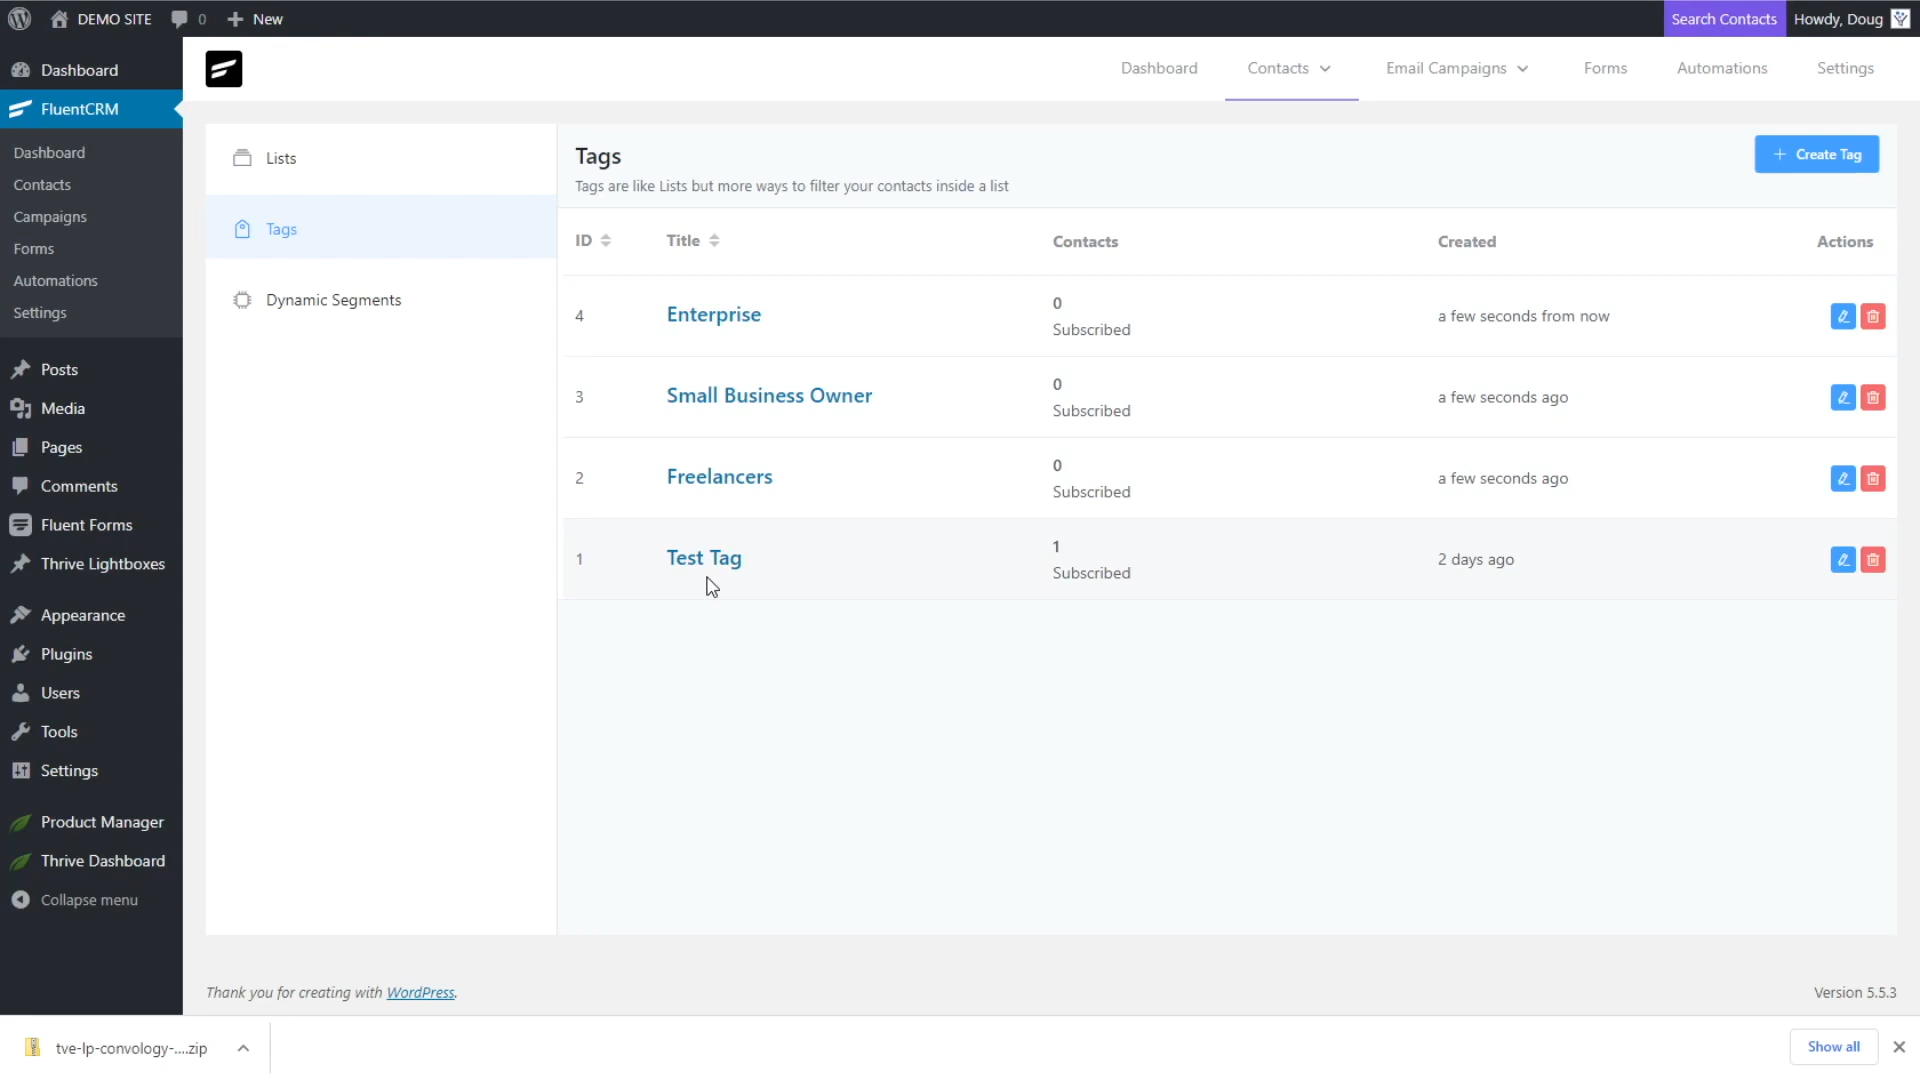 DEMO SITE 0 New Search Contacts Howdy, Doug
Dashboard
FluentCRM
Dashboard
Contacts
Campaigns
Forms
Automations
Settings
Posts
Media
Pages
Comments
Fluent Forms
Thrive Lightboxes
Appearance
Plugins
Users
Tools
Settings
Product Manager
Thrive Dashboard
Collapse menu
Dashboard Contacts Email Campaigns Forms Automations Settings
Lists
Tags
Dynamic Segments
Tags
Tags are like Lists but more ways to filter your contacts inside a list
+ Create Tag
ID Title Contacts Created Actions
4 Enterprise 0 Subscribed a few seconds from now
3 Small Business Owner 0 Subscribed a few seconds ago
2 Freelancers 0 Subscribed a few seconds ago
1 Test Tag 1 Subscribed 2 days ago
Thank you for creating with WordPress. Version 5.5.3
tve-lp-convology-....zip Show all